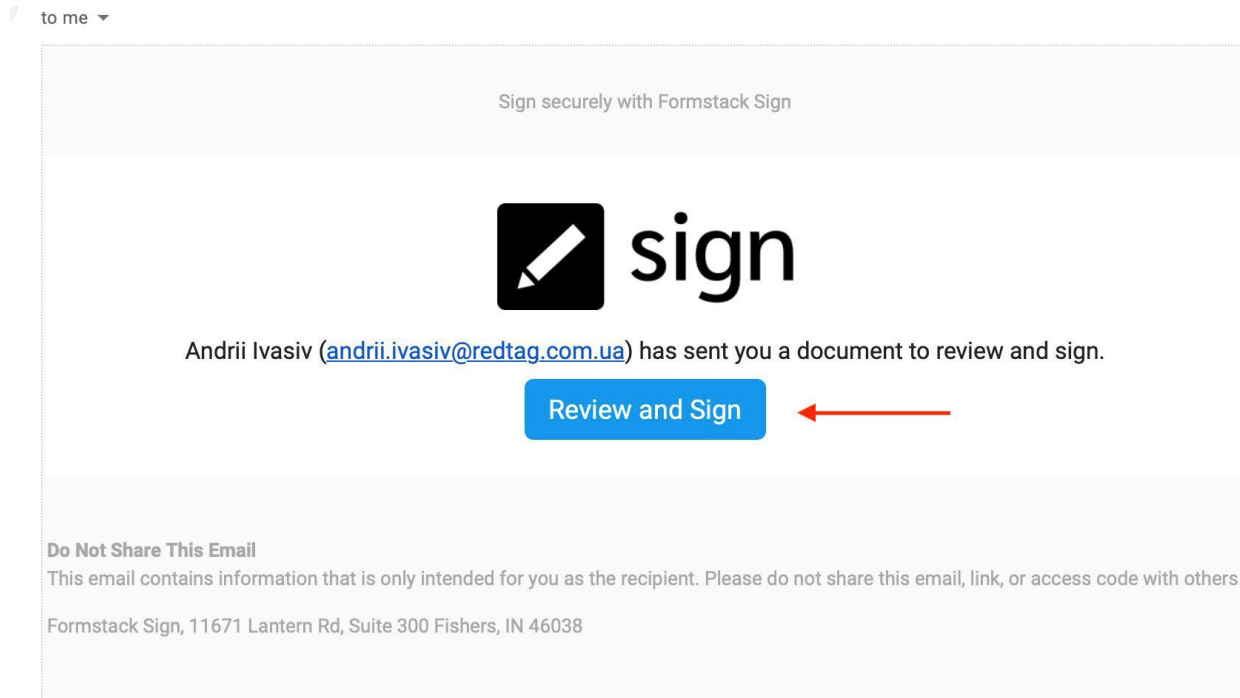 to me
Sign securely with Formstack Sign
sign
Andrii Ivasiv (andrii.ivasiv@redtag.com.ua) has sent you a document to review and sign.
Review and Sign
Do Not Share This Email
This email contains information that is only intended for you as the recipient. Please do not share this email, link, or access code with others
Formstack Sign, 11671 Lantern Rd, Suite 300 Fishers, IN 46038